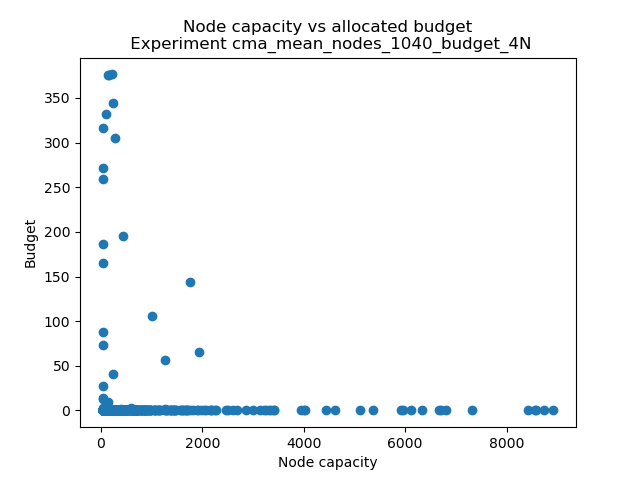 Node capacity vs allocated budget
Experiment cma_mean_nodes_1040_budget_4N
350
300
250
200
150
100
50
0
Budget
0 2000 4000 6000 8000
Node capacity